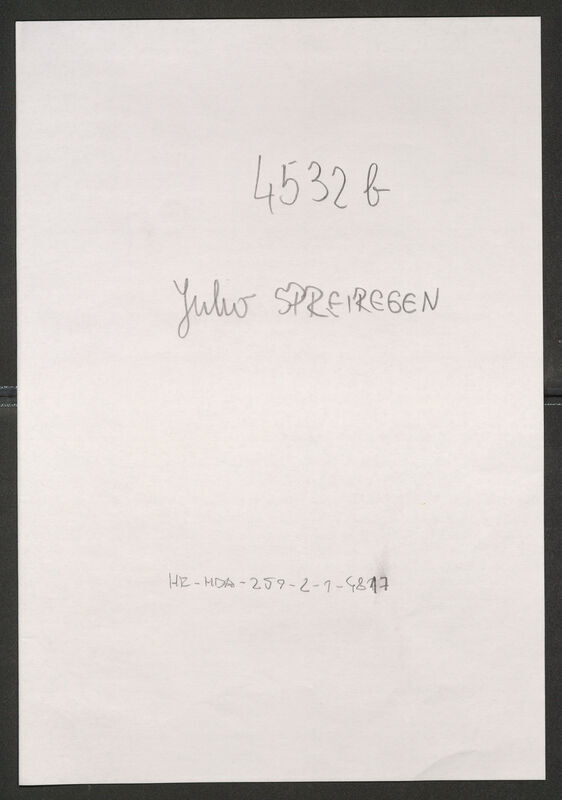 4532 b
Julio SPREIREGEN
HR-HDA-259-2-1-4817